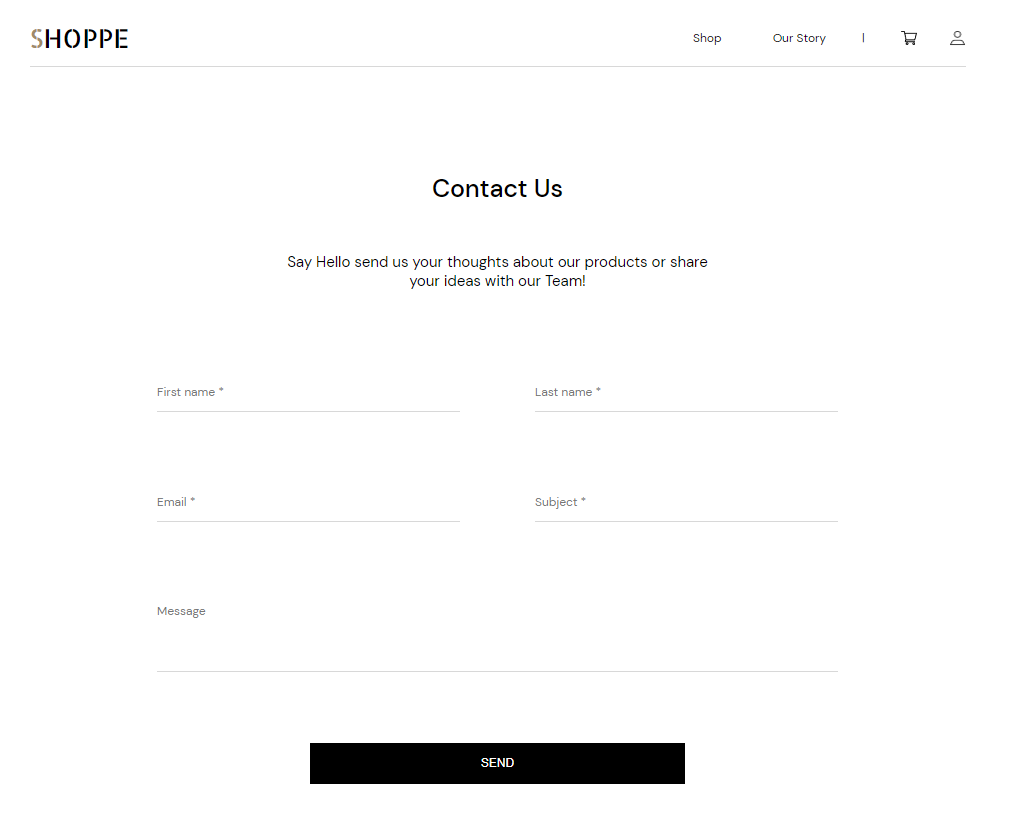 SHOPPE
Shop
Our Story
|
Contact Us
Say Hello send us your thoughts about our products or share
your ideas with our Team!
First name *
Last name *
Email *
Subject *
Message
SEND